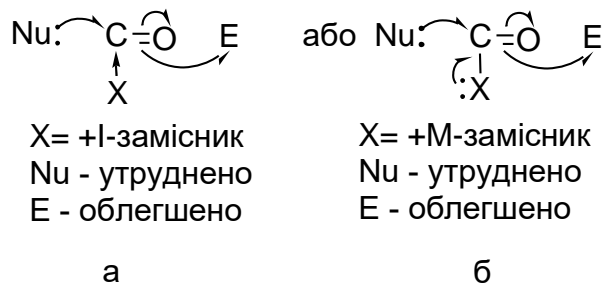 Nu: C=O E або Nu: C=O E
X :X
X= +I-замісник X= +М-замісник
Nu - утруднено Nu - утруднено
E - облегшено E - облегшено
а б